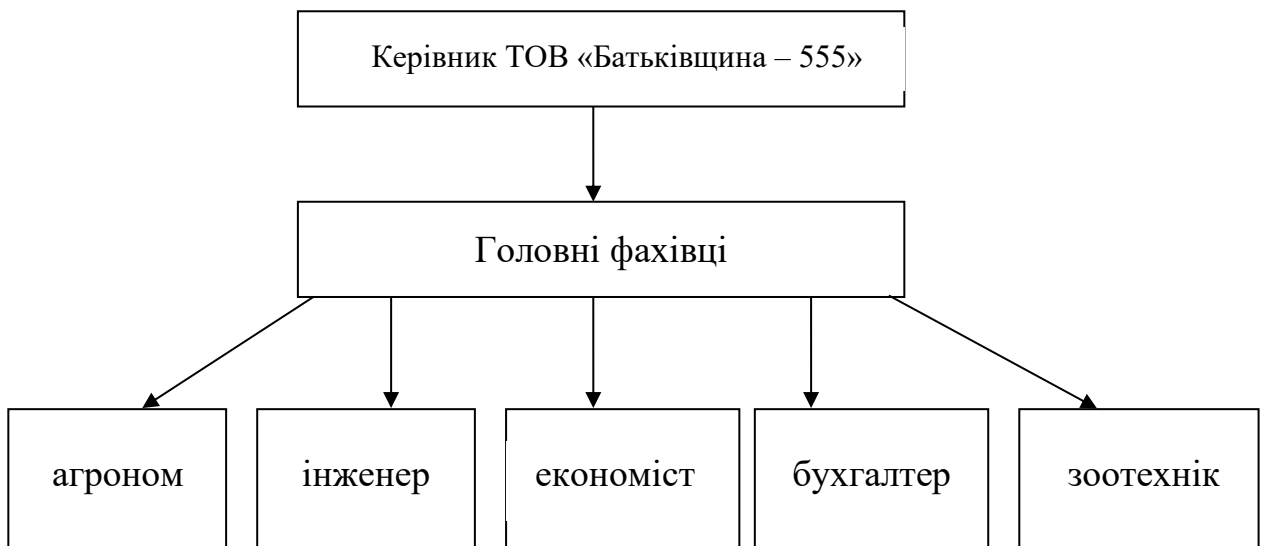 Керівник ТОВ «Батьківщина – 555»
Головні фахівці
агроном
інженер
економіст
бухгалтер
зоотехнік